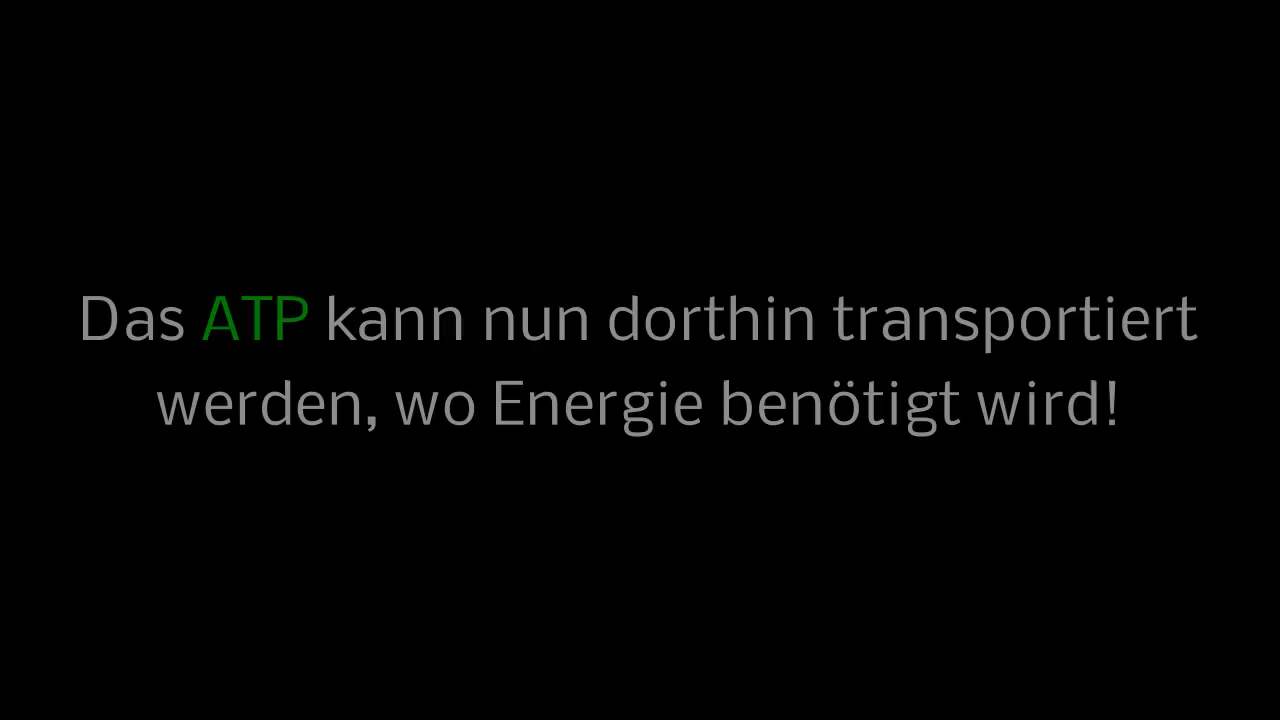 Das ATP kann nun dorthin transportiert
werden, wo Energie benötigt wird!